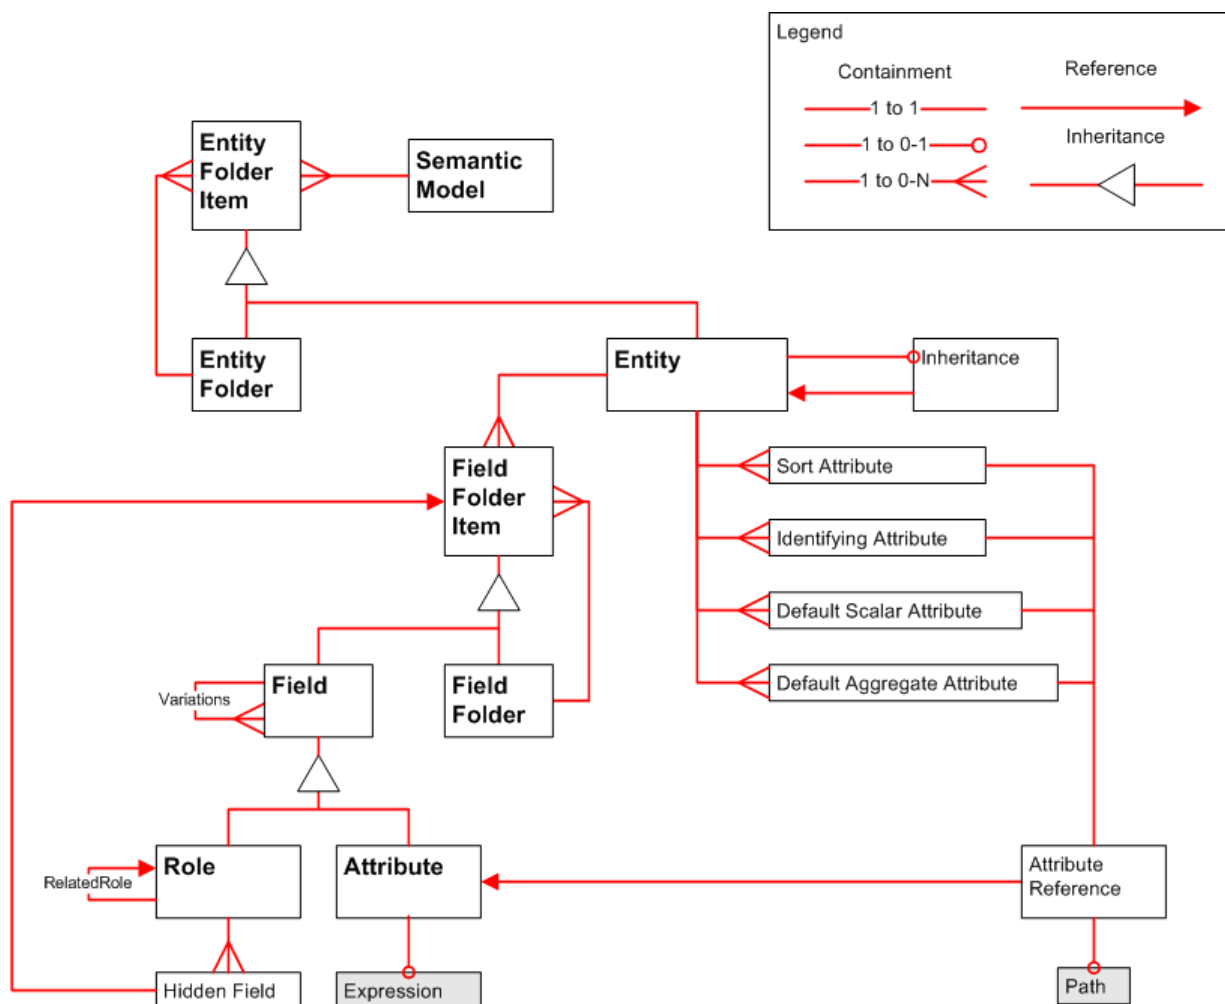 Legend
Containment
Reference
1 to 1
1 to 0-1
Inheritance
1 to 0-N
Entity
Folder
Item
Semantic
Model
Entity
Folder
Entity
Inheritance
Field
Folder
Item
Sort Attribute
Identifying Attribute
Default Scalar Attribute
Default Aggregate Attribute
Variations
Field
Field
Folder
RelatedRole
Role
Attribute
Attribute
Reference
Hidden Field
Expression
Path